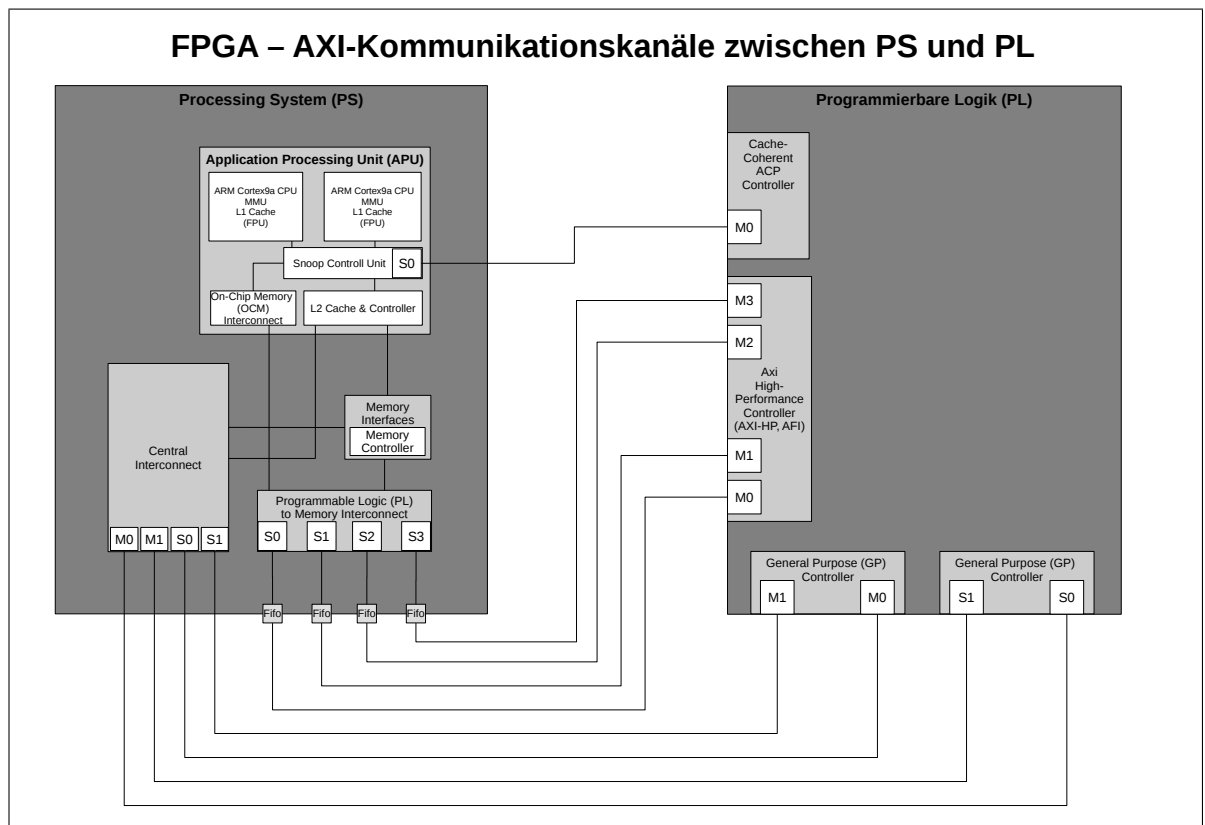 FPGA – AXI-Kommunikationskanäle zwischen PS und PL
Processing System (PS)
Application Processing Unit (APU)
ARM Cortex9a CPU
MMU
L1 Cache
(FPU)
ARM Cortex9a CPU
MMU
L1 Cache
(FPU)
Snoop Controll Unit
S0
On-Chip Memory
(OCM)
Interconnect
L2 Cache & Controller
Central
Interconnect
M0
M1
S0
S1
Memory
Interfaces
Memory
Controller
Programmable Logic (PL)
to Memory Interconnect
S0
S1
S2
S3
Fifo
Fifo
Fifo
Fifo
Programmierbare Logik (PL)
Cache-
Coherent
ACP
Controller
M0
M3
M2
Axi
High-
Performance
Controller
(AXI-HP, AFI)
M1
M0
General Purpose (GP)
Controller
M1
M0
General Purpose (GP)
Controller
S1
S0